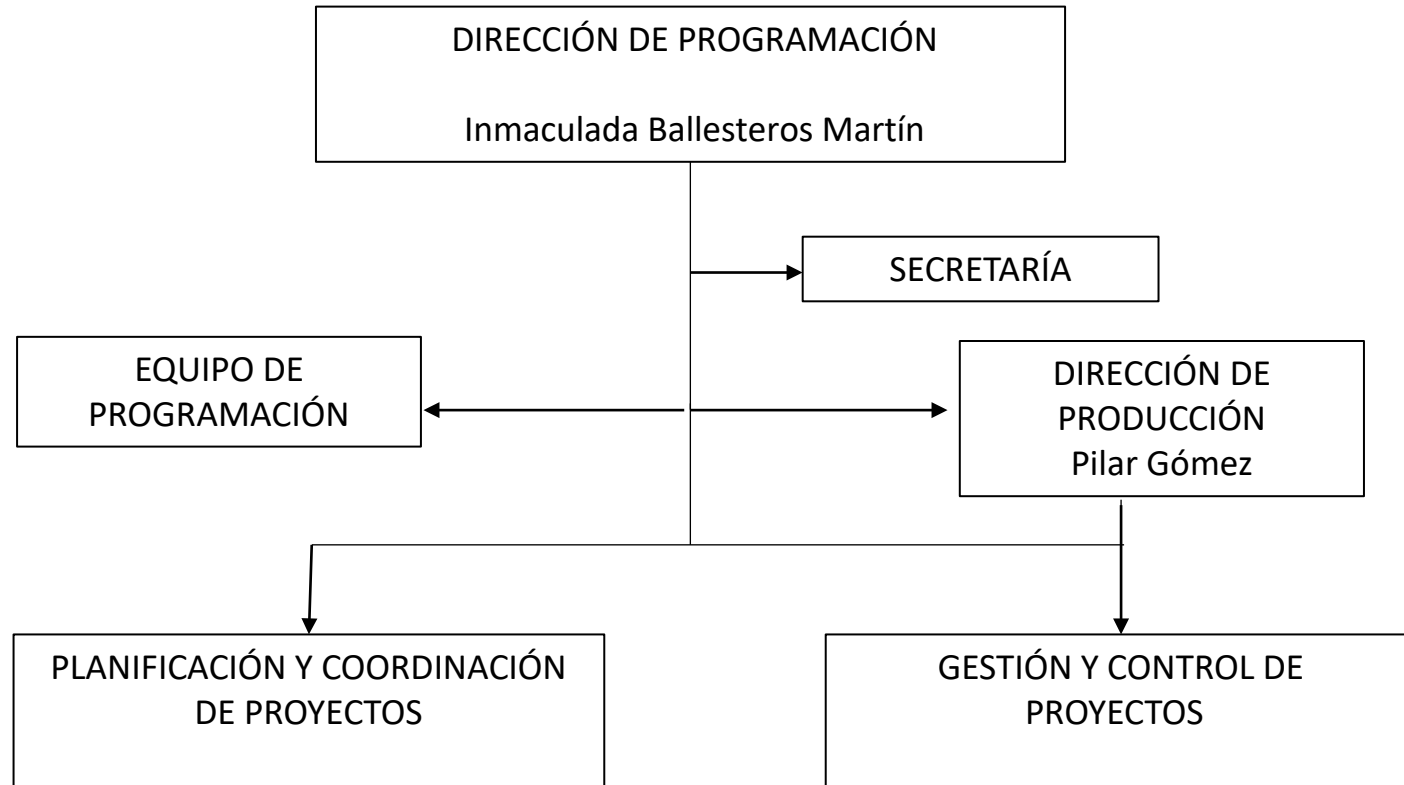 DIRECCIÓN DE PROGRAMACIÓN
Inmaculada Ballesteros Martín
SECRETARÍA
EQUIPO DE
PROGRAMACIÓN
DIRECCIÓN DE
PRODUCCIÓN
Pilar Gómez
PLANIFICACIÓN Y COORDINACIÓN
DE PROYECTOS
GESTIÓN Y CONTROL DE
PROYECTOS